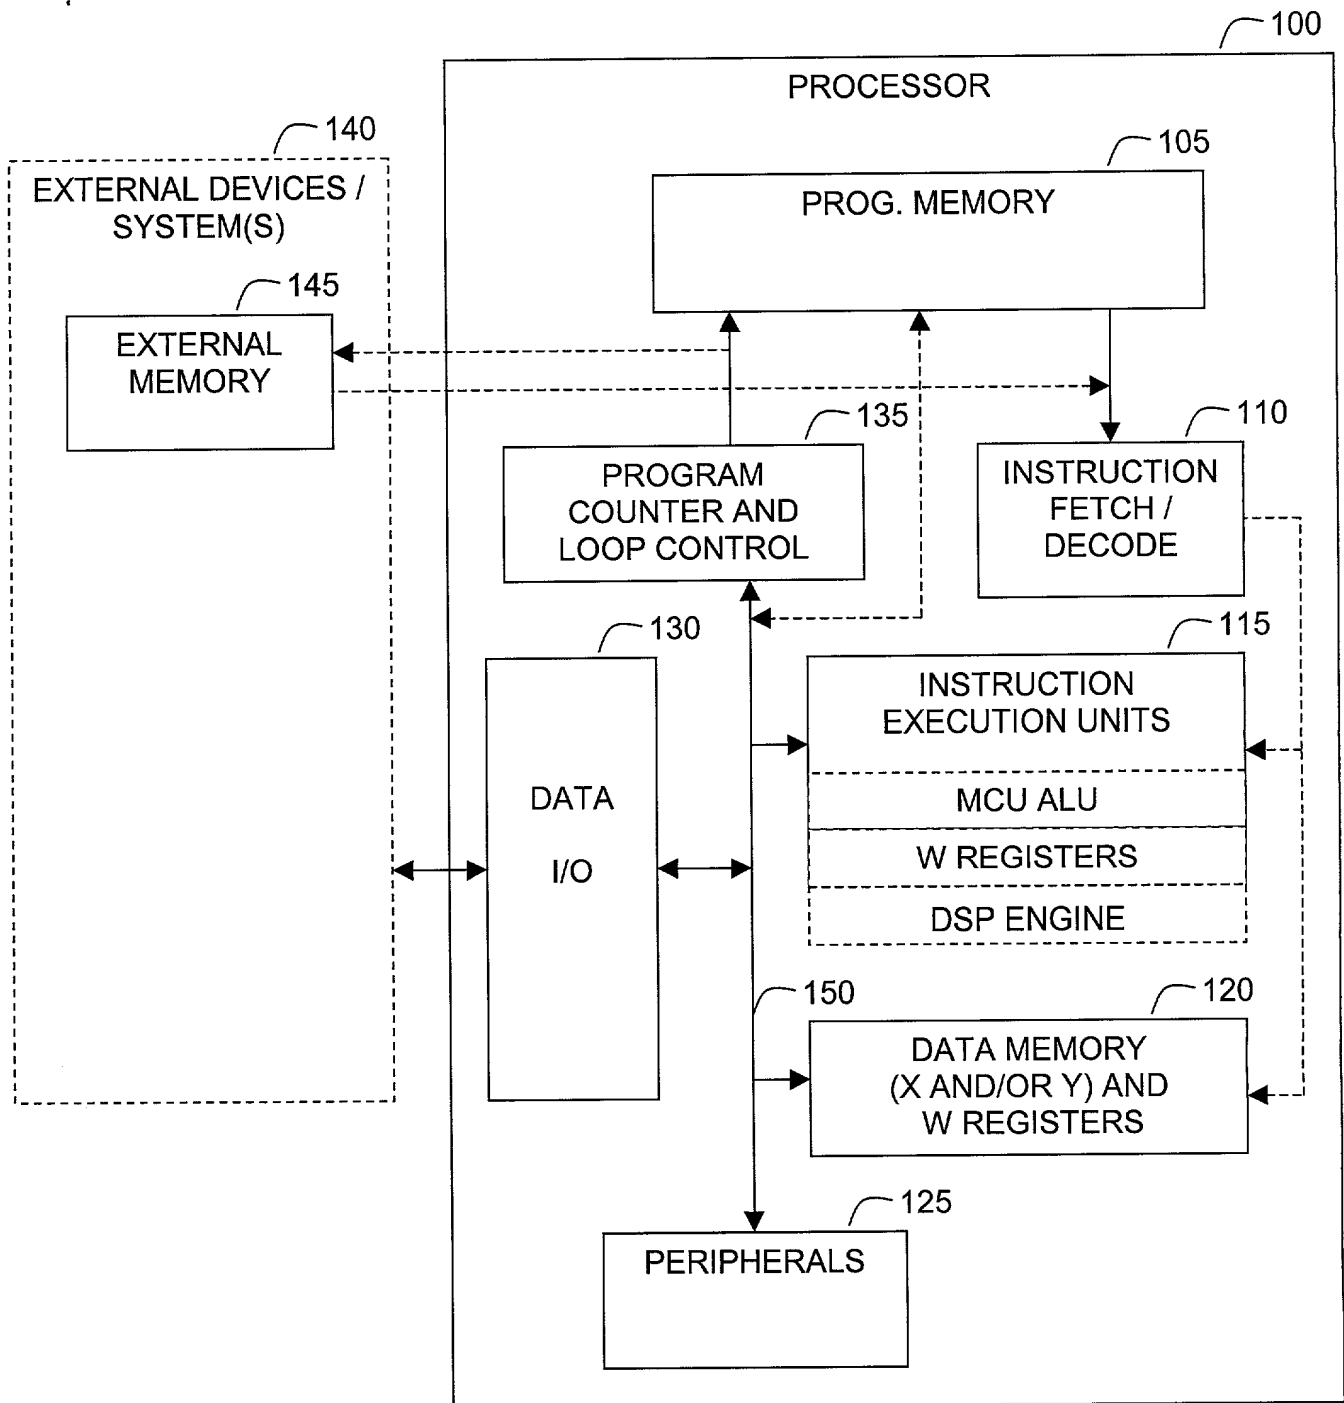 100
PROCESSOR
140
105
EXTERNAL DEVICES /
SYSTEM(S)
PROG. MEMORY
145
EXTERNAL
MEMORY
135
110
PROGRAM
COUNTER AND
LOOP CONTROL
INSTRUCTION
FETCH /
DECODE
130
115
DATA
I/O
INSTRUCTION
EXECUTION UNITS
MCU ALU
W REGISTERS
DSP ENGINE
150
120
DATA MEMORY
(X AND/OR Y) AND
W REGISTERS
125
PERIPHERALS